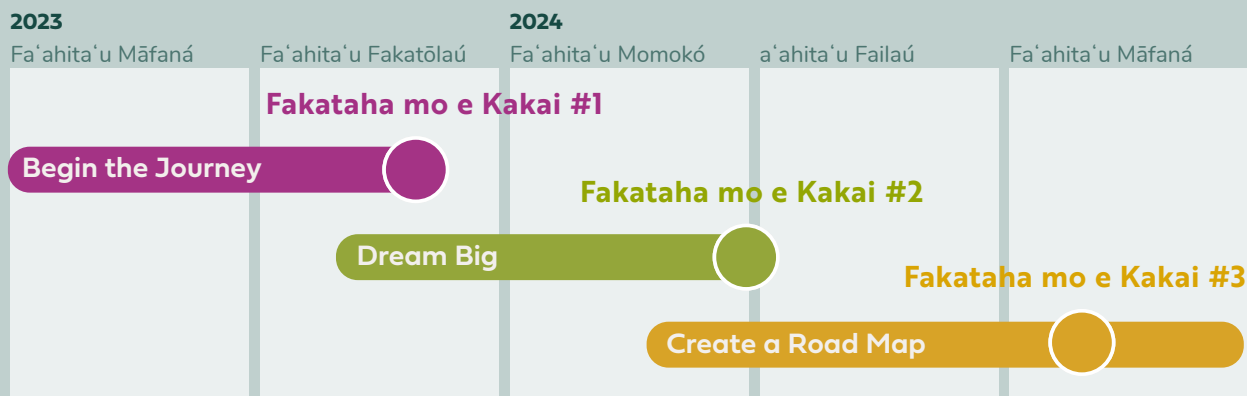 2023
2024
Faʻahitaʻu Māfaná
Faʻahitaʻu Fakatōlaú
Faʻahitaʻu Momokó
aʻahitaʻu Failaú
Faʻahitaʻu Māfaná
Fakataha mo e Kakai #1
Begin the Journey
Fakataha mo e Kakai #2
Dream Big
Fakataha mo e Kakai #3
Create a Road Map